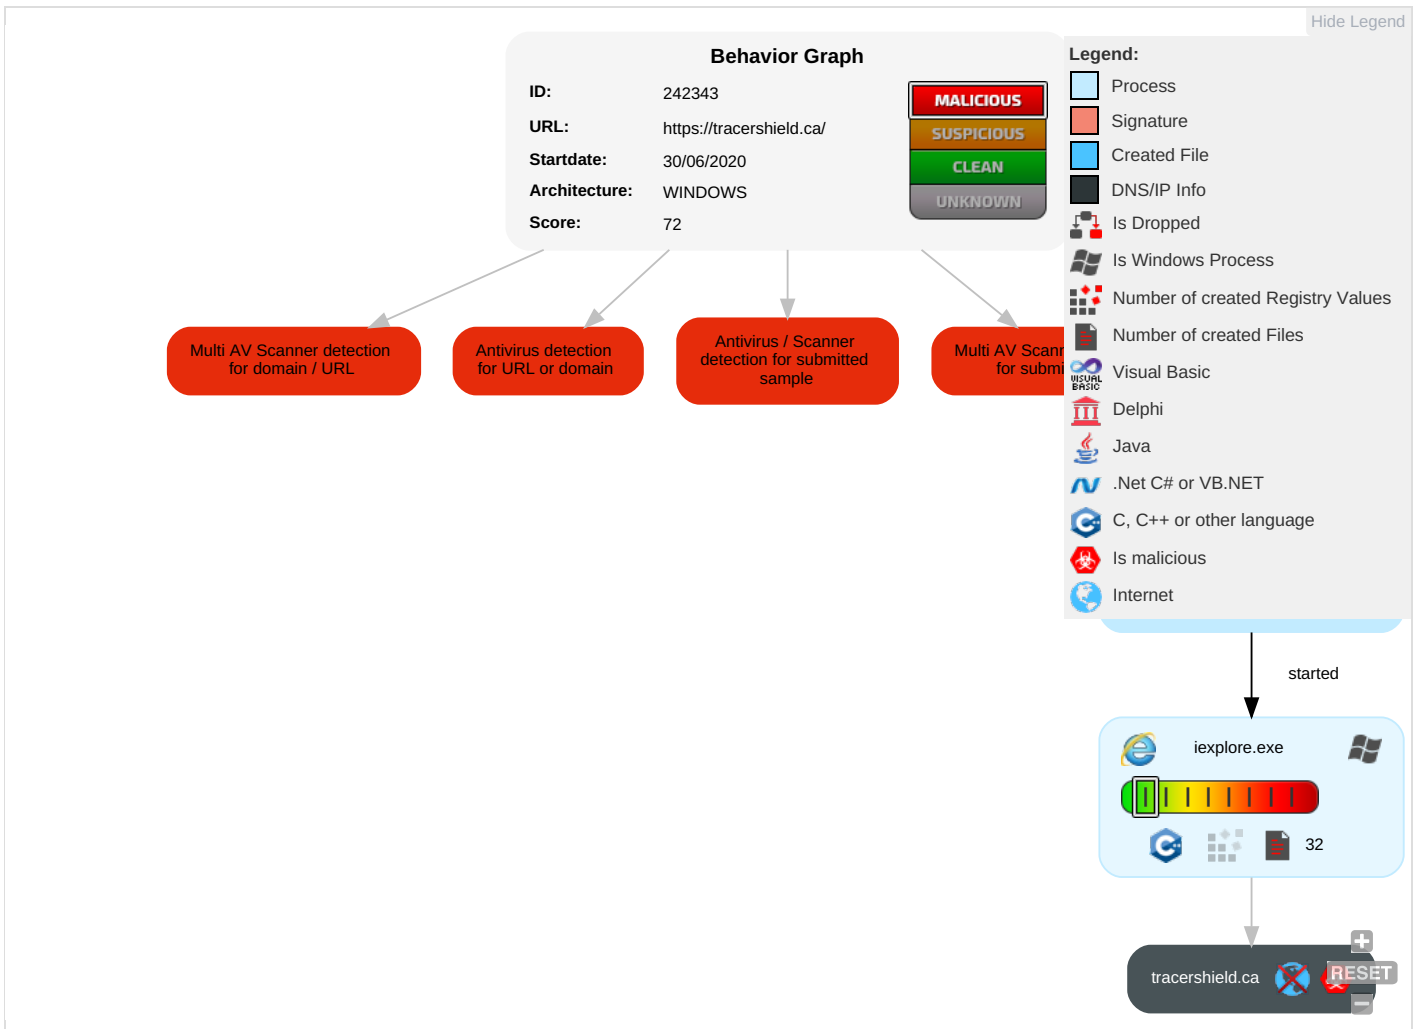 Hide Legend
Behavior Graph
ID: 242343
URL: https://tracershield.ca/
Startdate: 30/06/2020
Architecture: WINDOWS
Score: 72
MALICIOUS
SUSPICIOUS
CLEAN
UNKNOWN
Legend:
Process
Signature
Created File
DNS/IP Info
Is Dropped
Is Windows Process
Number of created Registry Values
Number of created Files
VISUAL
BASIC
Visual Basic
Delphi
Java
.Net C# or VB.NET
C, C++ or other language
Is malicious
Internet
Multi AV Scanner detection
for domain / URL
Antivirus detection
for URL or domain
Antivirus / Scanner
detection for submitted
sample
Multi AV
for
started
iexplore.exe
32
tracershield.ca
RESET